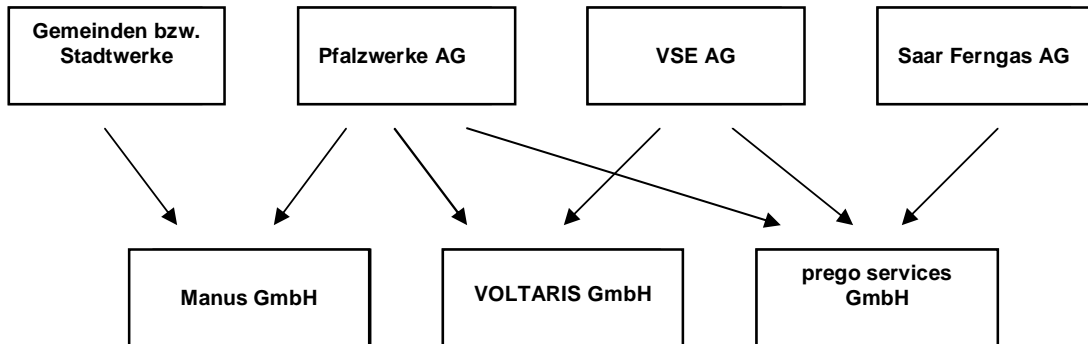 Gemeinden bzw.
Stadtwerke
Pfalzwerke AG
VSE AG
Saar Ferngas AG
Manus GmbH
VOLTARIS GmbH
prego services
GmbH